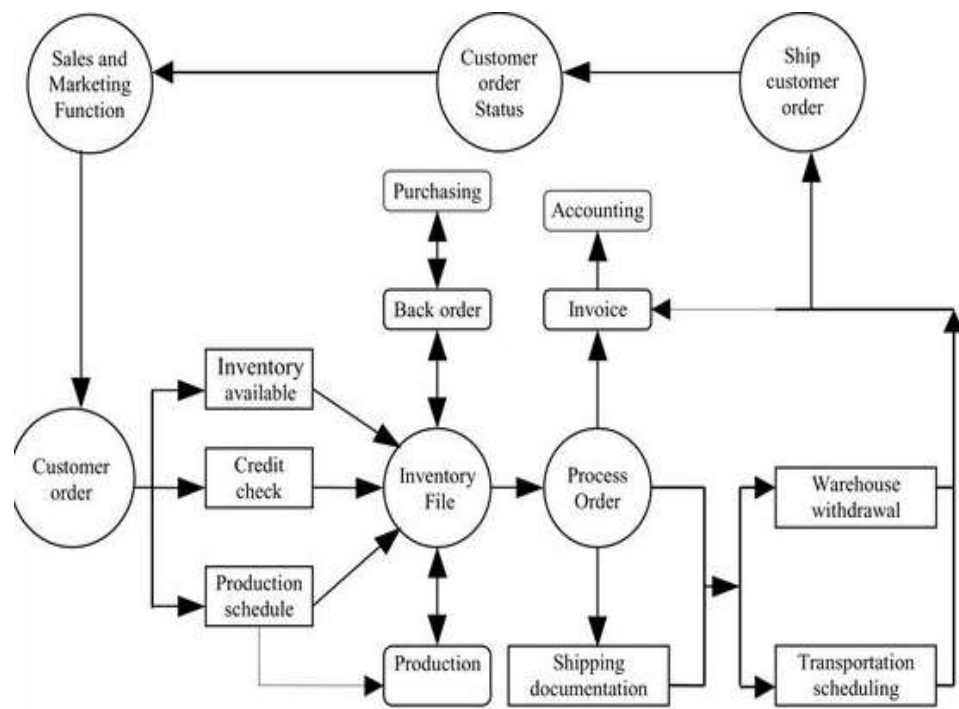 Sales and
Marketing
Function
Customer
order
Status
Ship
customer
order
Purchasing
Accounting
Back order
Invoice
Inventory
available
Customer
order
Credit
check
Inventory
File
Process
Order
Warehouse
withdrawal
Production
schedule
Production
Shipping
documentation
Transportation
scheduling